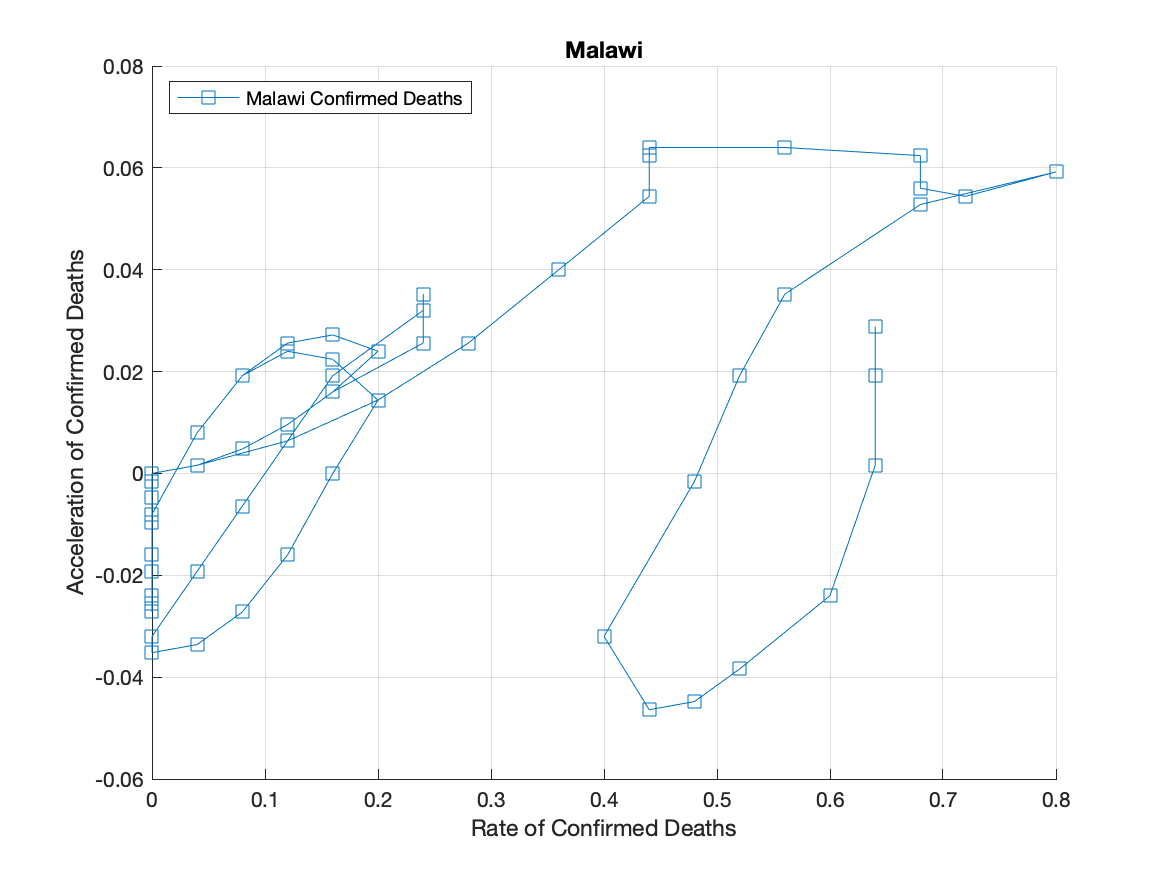 Malawi
Malawi Confirmed Deaths
0.08
0.06
0.04
0.02
0
-0.02
-0.04
-0.06
Acceleration of Confirmed Deaths
0 0.1 0.2 0.3 0.4 0.5 0.6 0.7 0.8
Rate of Confirmed Deaths